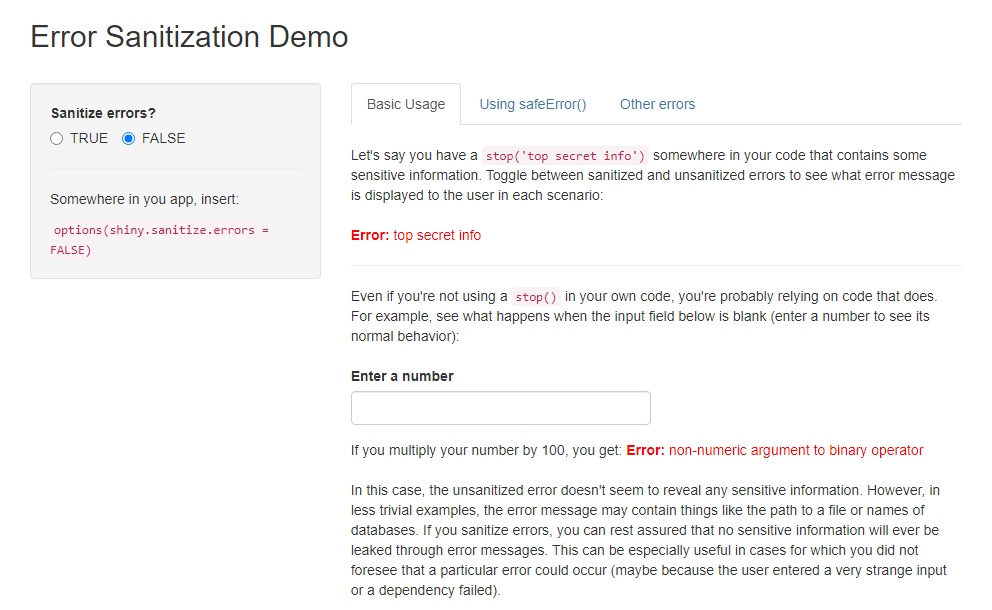 Error Sanitization Demo
Sanitize errors?
TRUE FALSE
Somewhere in you app, insert:
options(shiny.sanitize.errors =
FALSE)
Basic Usage Using safeError() Other errors
Let's say you have a stop('top secret info') somewhere in your code that contains some
sensitive information. Toggle between sanitized and unsanitized errors to see what error message
is displayed to the user in each scenario:
Error: top secret info
Even if you're not using a stop() in your own code, you're probably relying on code that does.
For example, see what happens when the input field below is blank (enter a number to see its
normal behavior):
Enter a number
If you multiply your number by 100, you get: Error: non-numeric argument to binary operator
In this case, the unsanitized error doesn't seem to reveal any sensitive information. However, in
less trivial examples, the error message may contain things like the path to a file or names of
databases. If you sanitize errors, you can rest assured that no sensitive information will ever be
leaked through error messages. This can be especially useful in cases for which you did not
foresee that a particular error could occur (maybe because the user entered a very strange input
or a dependency failed).